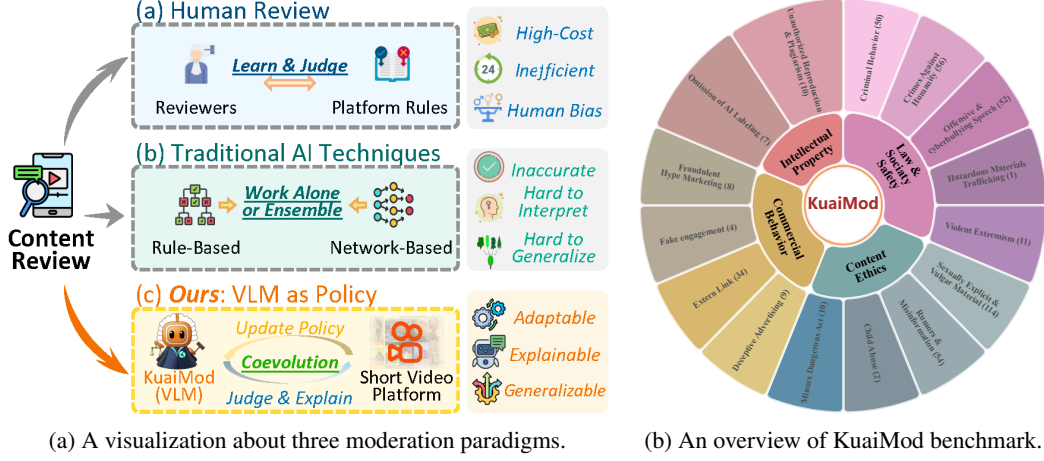 (a) Human Review
Learn & Judge
Reviewers
Platform Rules
High-Cost
24
Inefficient
Human Bias
(b) Traditional AI Techniques
Work Alone
or Ensemble
Rule-Based
Network-Based
Inaccurate
Hard to
Interpret
Hard to
Generalize
Content
Review
(c) Ours: VLM as Policy
Update Policy
Coevolution
Judge & Explain
KuaiMod
(VLM)
Short Video
Platform
Adaptable
Explainable
Generalizable
(a) A visualization about three moderation paradigms.
KuaiMod
Law &
Sociaty
Safety
Criminal Behavior (50)
Crimes Against
Humanity (56)
Offensive &
cyberbullying Speech (52)
Hazardous Materials
Trafficking (1)
Violent Extremism (11)
Content
Ethics
Sexually Explicit &
Vulgar Material (114)
Rumors &
Misinformation (54)
Child Abuse (2)
Minors Dangerous Act (10)
Commercial
Behavior
Deceptive Advertising (9)
Extern Link (34)
Fake engagement (4)
Fraudulent
Hype Marketing (8)
Intellectual
Property
Omission of AI Labeling (7)
Unauthorized Reproduction
& Plagiarism (10)
(b) An overview of KuaiMod benchmark.